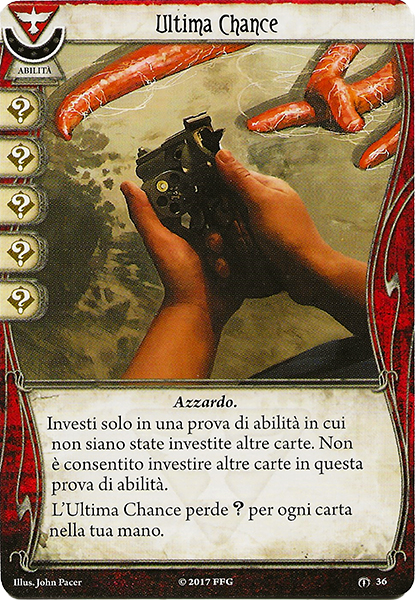 Ultima Chance
ABILITÀ
?
?
?
?
?
Azzardo.
Investi solo in una prova di abilità in cui
non siano state investite altre carte. Non
è consentito investire altre carte in questa
prova di abilità.
L'Ultima Chance perde ? per ogni carta
nella tua mano.
Illus. John Pacer © 2017 FFG 36